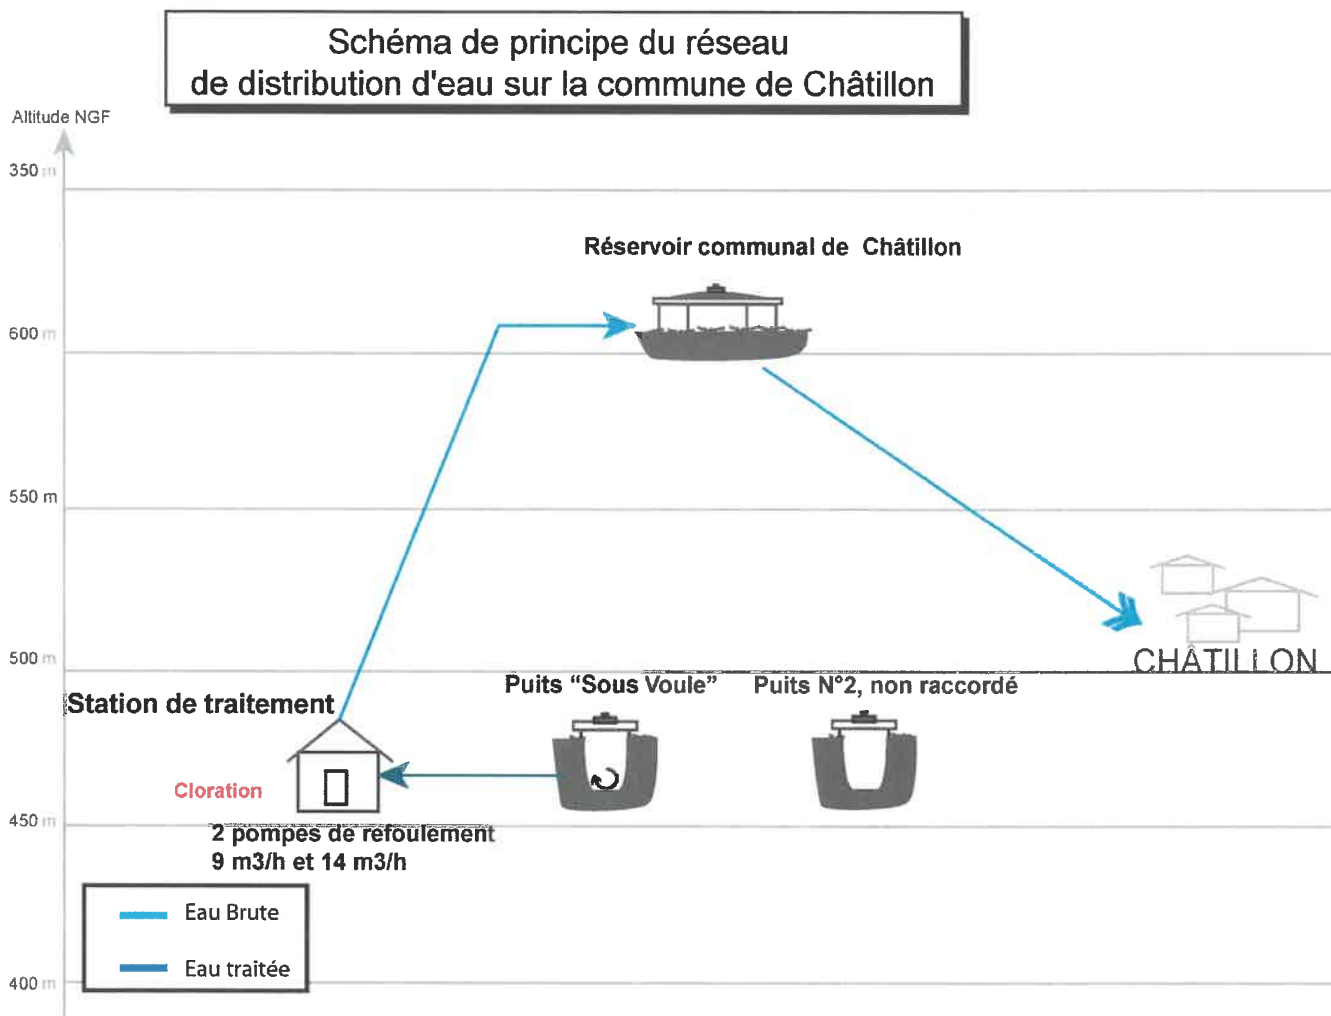 Schéma de principe du réseau
de distribution d'eau sur la commune de Châtillon
Altitude NGF
350 m
Réservoir communal de Châtillon
600 m
550 m
500 m
CHÂTILLON
Station de traitement
Puits “Sous Voule”
Puits N°2, non raccordé
Cloration
450 m
2 pompes de refoulement
9 m3/h et 14 m3/h
Eau Brute
Eau traitée
400 m